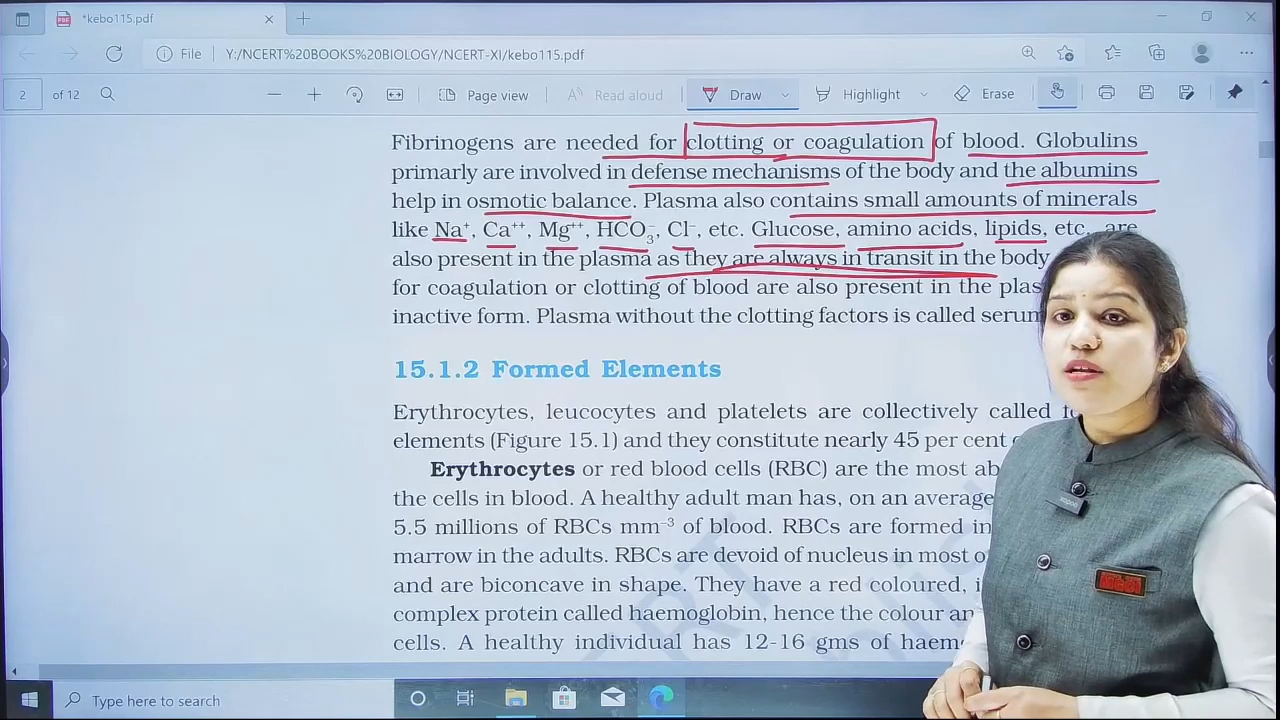 *kebo115.pdf
File Y:/NCERT%20BOOKS%20BIOLOGY/NCERT-XI/kebo115.pdf
2 of 12 Page view Read aloud Draw Highlight Erase
Fibrinogens are needed for clotting or coagulation of blood. Globulins
primarly are involved in defense mechanisms of the body and the albumins
help in osmotic balance. Plasma also contains small amounts of minerals
like Na⁺, Ca⁺⁺, Mg⁺⁺, HCO₃⁻, Cl⁻, etc. Glucose, amino acids, lipids, etc., are
also present in the plasma as they are always in transit in the body
for coagulation or clotting of blood are also present in the
inactive form. Plasma without the clotting factors is called
15.1.2 Formed Elements
Erythrocytes, leucocytes and platelets are collectively called
elements (Figure 15.1) and they constitute nearly 45 per cent
Erythrocytes or red blood cells (RBC) are the most
the cells in blood. A healthy adult man has, on an average
5.5 millions of RBCs mm⁻³ of blood. RBCs are formed in
marrow in the adults. RBCs are devoid of nucleus in most
and are biconcave in shape. They have a red coloured,
complex protein called haemoglobin, hence the colour
cells. A healthy individual has 12-16 gms of
Type here to search